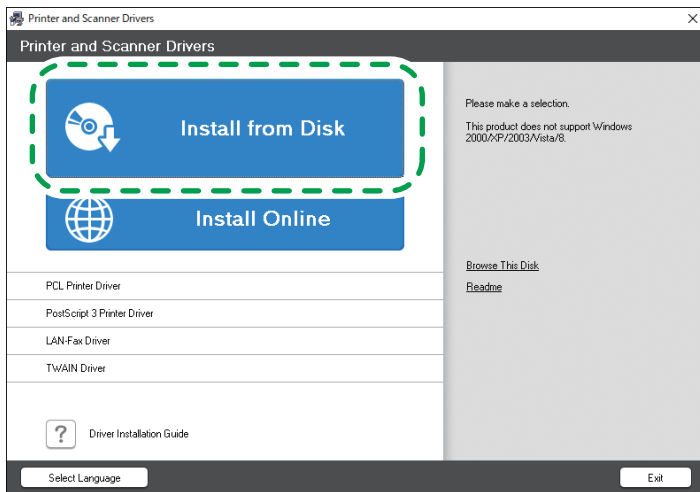 Printer and Scanner Drivers
Printer and Scanner Drivers
Install from Disk
Install Online
PCL Printer Driver
PostScript 3 Printer Driver
LAN-Fax Driver
TWAIN Driver
? Driver Installation Guide
Please make a selection.
This product does not support Windows
2000/XP/2003/Vista/8.
Browse This Disk
Readme
Select Language
Exit